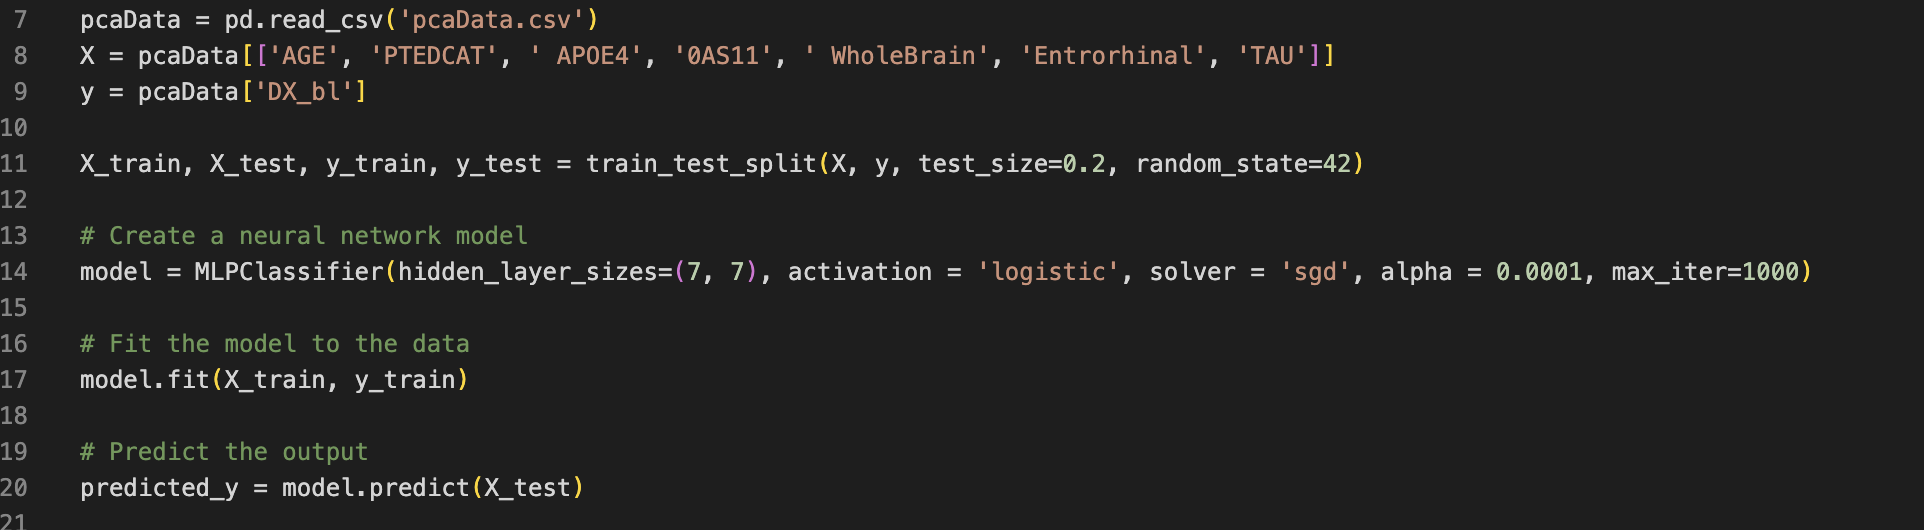 7 pcaData = pd.read_csv('pcaData.csv')
8 X = pcaData[['AGE', 'PTEDCAT', ' APOE4', '0AS11', ' WholeBrain', 'Entrorhinal', 'TAU']]
9 y = pcaData['DX_bl']
10
11 X_train, X_test, y_train, y_test = train_test_split(X, y, test_size=0.2, random_state=42)
12
13 # Create a neural network model
14 model = MLPClassifier(hidden_layer_sizes=(7, 7), activation = 'logistic', solver = 'sgd', alpha = 0.0001, max_iter=1000)
15
16 # Fit the model to the data
17 model.fit(X_train, y_train)
18
19 # Predict the output
20 predicted_y = model.predict(X_test)
21